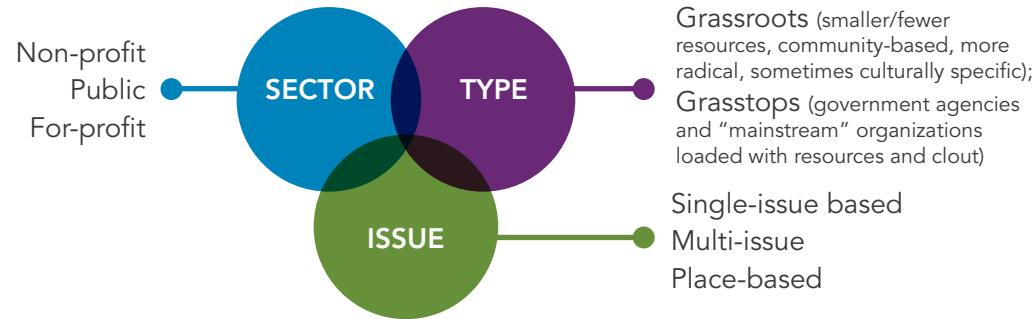 Non-profit
Public
For-profit
SECTOR
TYPE
Grassroots (smaller/fewer
resources, community-based, more
radical, sometimes culturally specific);
Grasstops (government agencies
and “mainstream” organizations
loaded with resources and clout)
ISSUE
Single-issue based
Multi-issue
Place-based